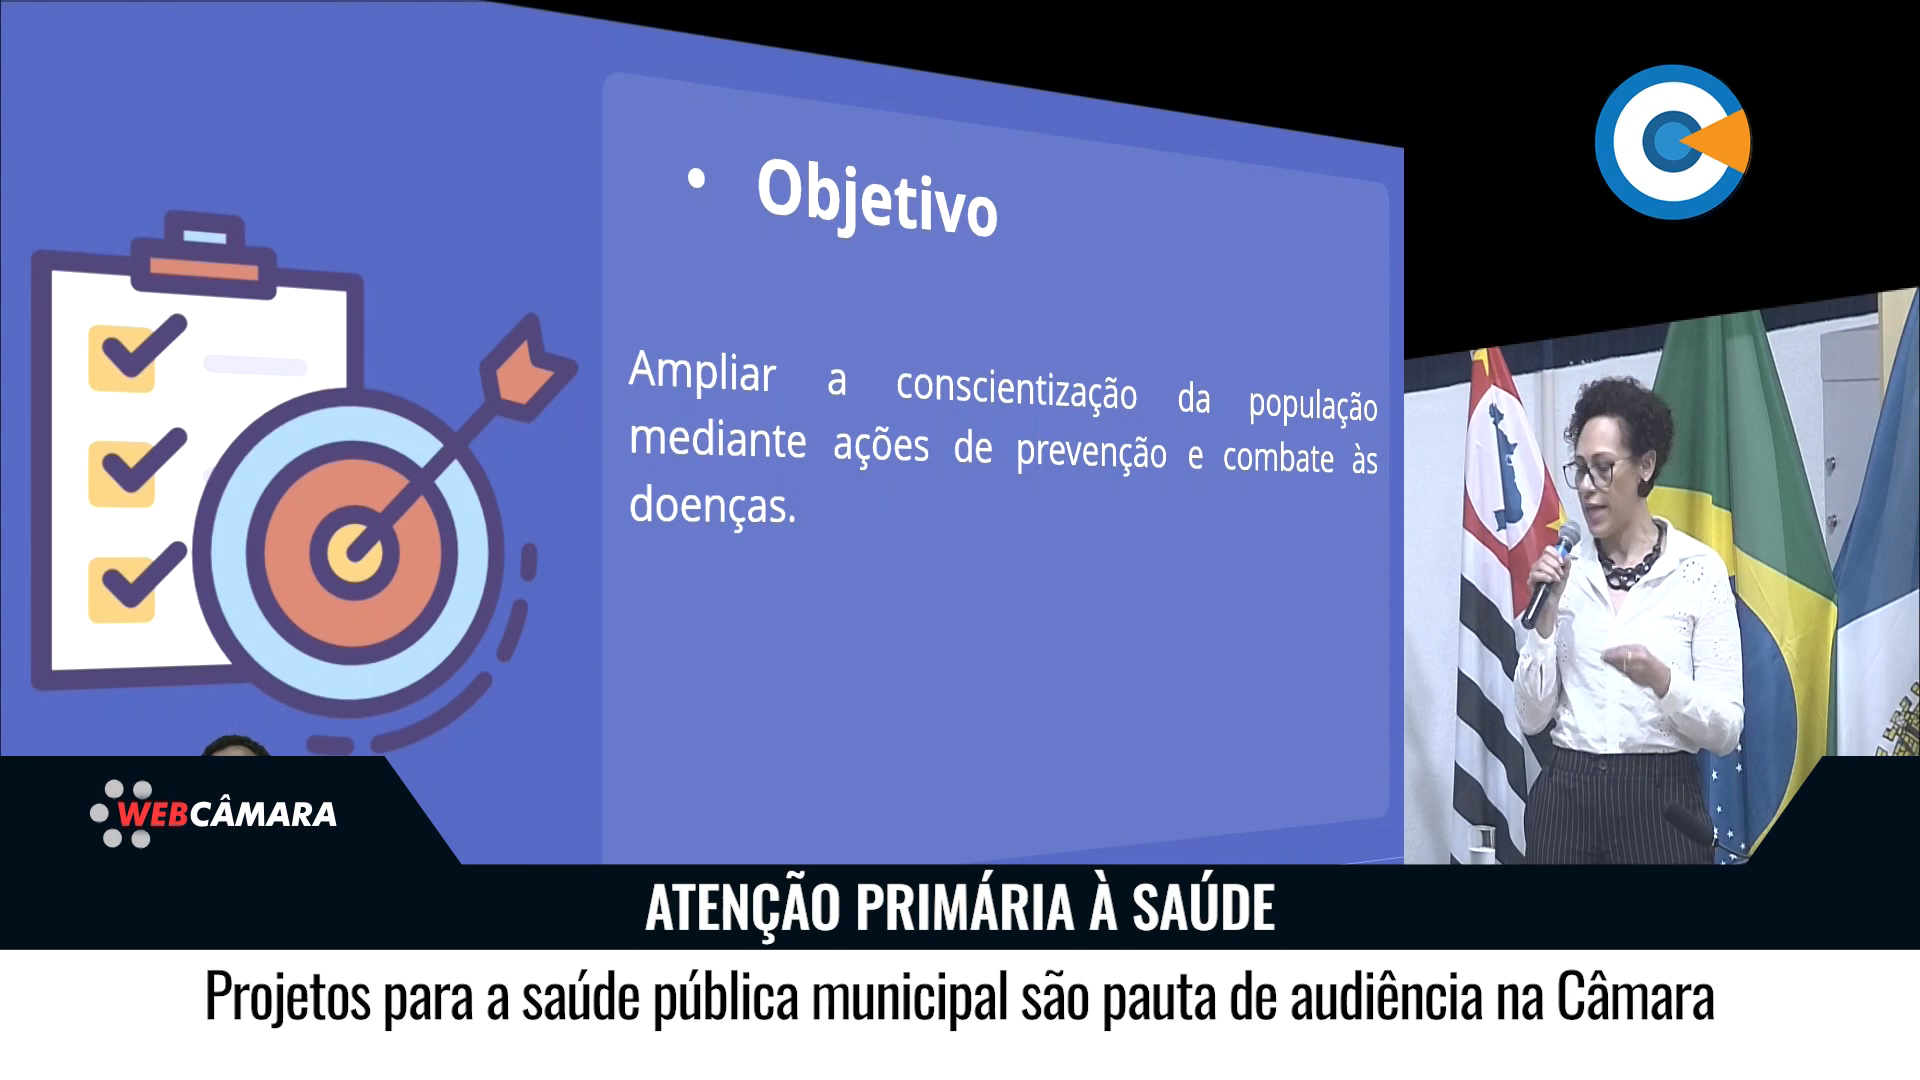 • Objetivo
Ampliar a conscientização da população
mediante ações de prevenção e combate às
doenças.
WEBCÂMARA
ATENÇÃO PRIMÁRIA À SAÚDE
Projetos para a saúde pública municipal são pauta de audiência na Câmara